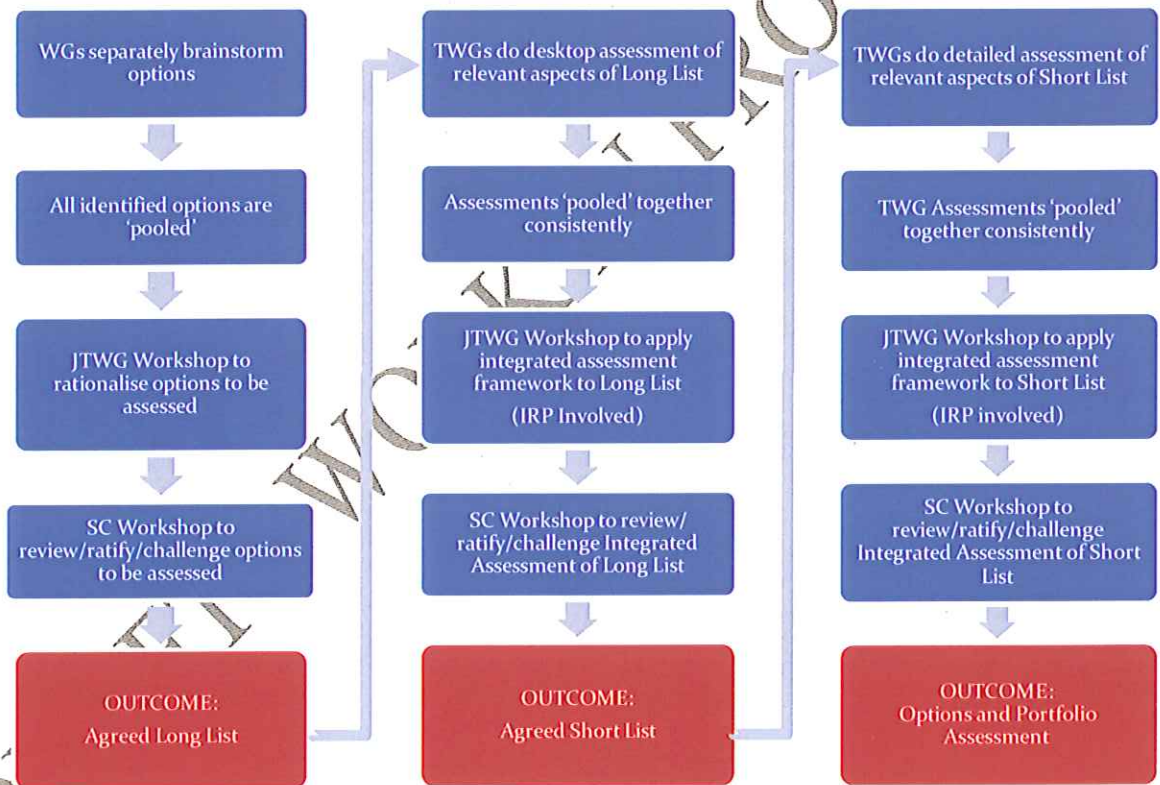 WGs separately brainstorm
options
All identified options are
'pooled'
JTWG Workshop to
rationalise options to be
assessed
SC Workshop to
review/ratify/challenge options
to be assessed
OUTCOME:
Agreed Long List
TWGs do desktop assessment of
relevant aspects of Long List
Assessments 'pooled' together
consistently
JTWG Workshop to apply
integrated assessment
framework to Long List
(IRP Involved)
SC Workshop to review/
ratify/challenge Integrated
Assessment of Long List
OUTCOME:
Agreed Short List
TWGs do detailed assessment of
relevant aspects of Short List
TWG Assessments 'pooled'
together consistently
JTWG Workshop to apply
integrated assessment
framework to Short List
(IRP involved)
SC Workshop to
review/ratify/challenge
Integrated Assessment of Short
List
OUTCOME:
Options and Portfolio
Assessment